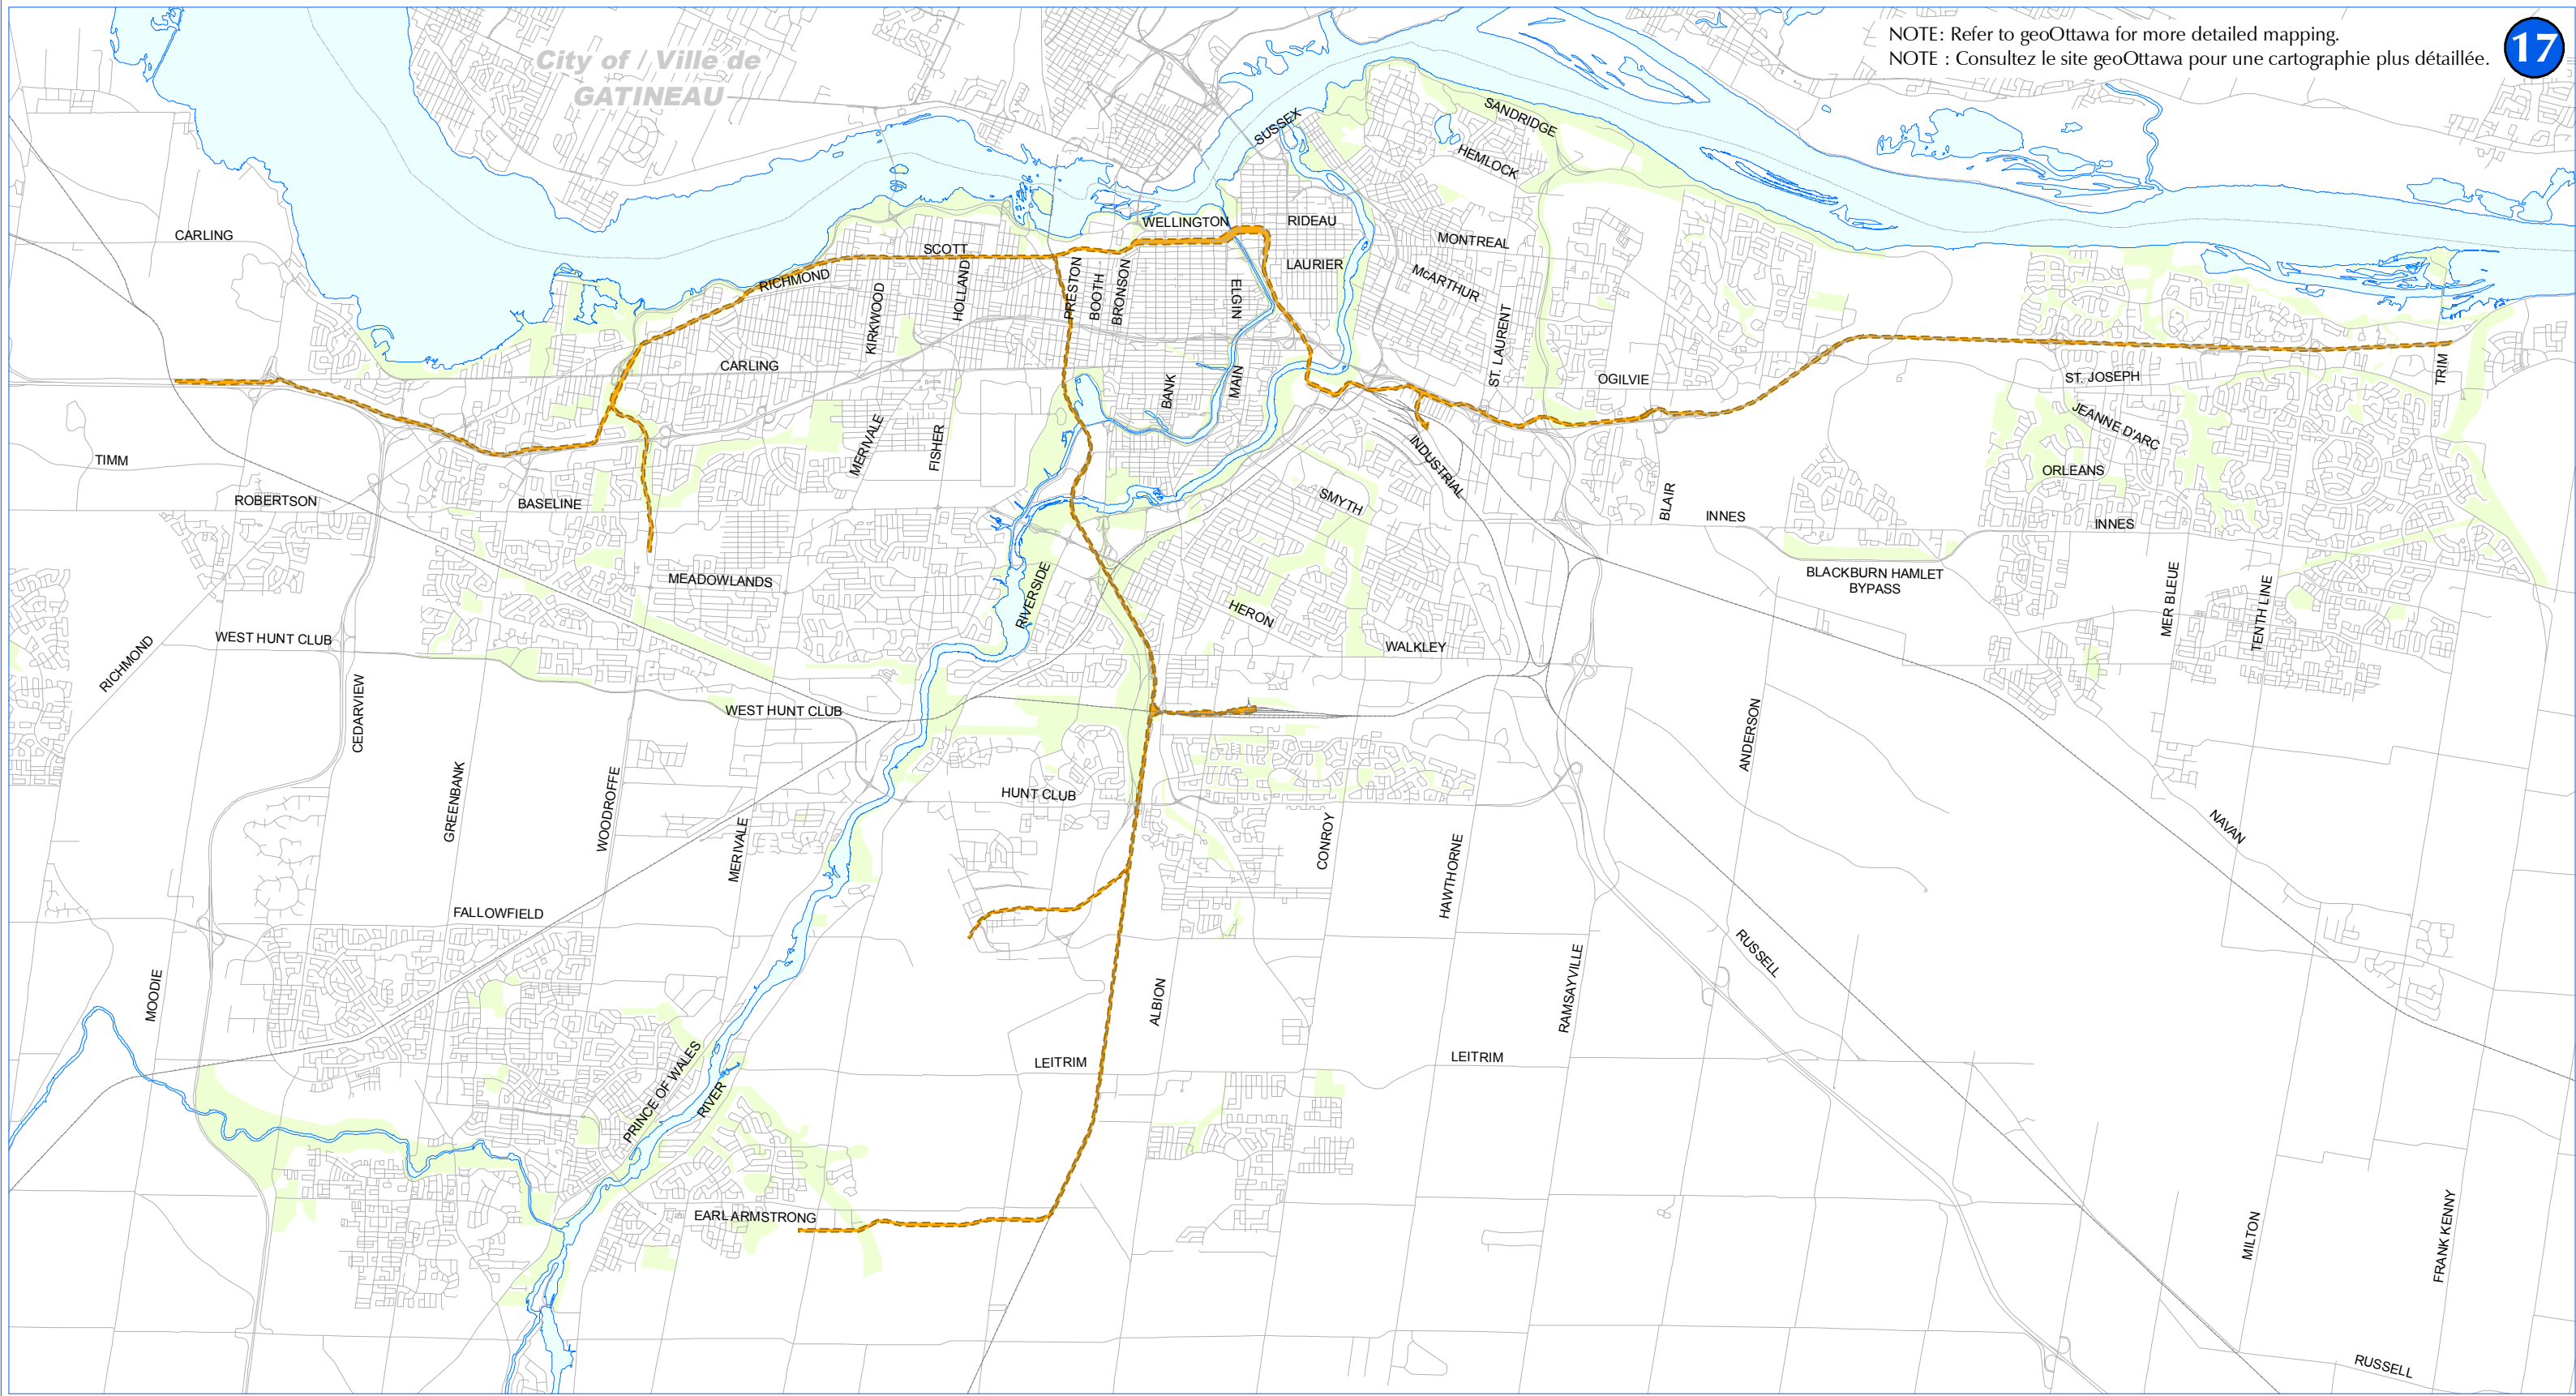 NOTE: Refer to geoOttawa for more detailed mapping.
NOTE : Consultez le site geoOttawa pour une cartographie plus détaillée.
17
City of / Ville de
GATINEAU
SUSSEX
SANDRIDGE
HEMLOCK
CARLING
WELLINGTON
RIDEAU
MONTREAL
SCOTT
LAURIER
McARTHUR
RICHMOND
KIRKWOOD
HOLLAND
PRESTON
BOOTH
BRONSON
ELGIN
ST. LAURENT
CARLING
BANK
MAIN
OGILVIE
ST. JOSEPH
TRIM
JEANNE D'ARC
TIMM
MERIVALE
FISHER
INDUSTRIAL
ORLEANS
ROBERTSON
BASELINE
SMYTH
BLAIR
INNES
INNES
MEADOWLANDS
RIVERSIDE
HERON
BLACKBURN HAMLET
BYPASS
MER BLEUE
TENTH LINE
RICHMOND
WEST HUNT CLUB
WALKLEY
CEDARVIEW
WEST HUNT CLUB
ANDERSON
GREENBANK
WOODROFFE
MERIVALE
HUNT CLUB
CONROY
HAWTHORNE
NAVAN
FALLOWFIELD
MOODIE
ALBION
RAMSAYVILLE
RUSSELL
PRINCE OF WALES
RIVER
LEITRIM
LEITRIM
EARL ARMSTRONG
MILTON
FRANK KENNY
RUSSELL